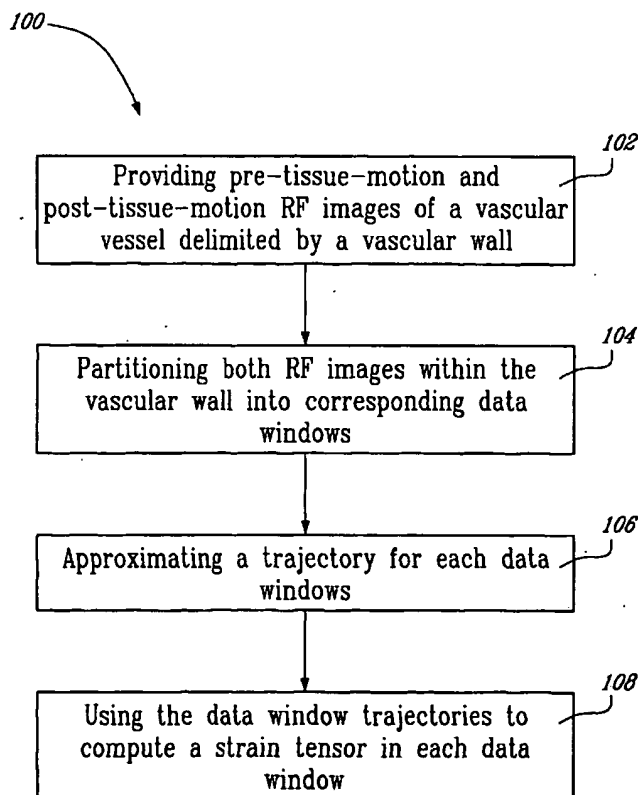 100
102
Providing pre-tissue-motion and
post-tissue-motion RF images of a vascular
vessel delimited by a vascular wall
104
Partitioning both RF images within the
vascular wall into corresponding data
windows
106
Approximating a trajectory for each data
windows
108
Using the data window trajectories to
compute a strain tensor in each data
window